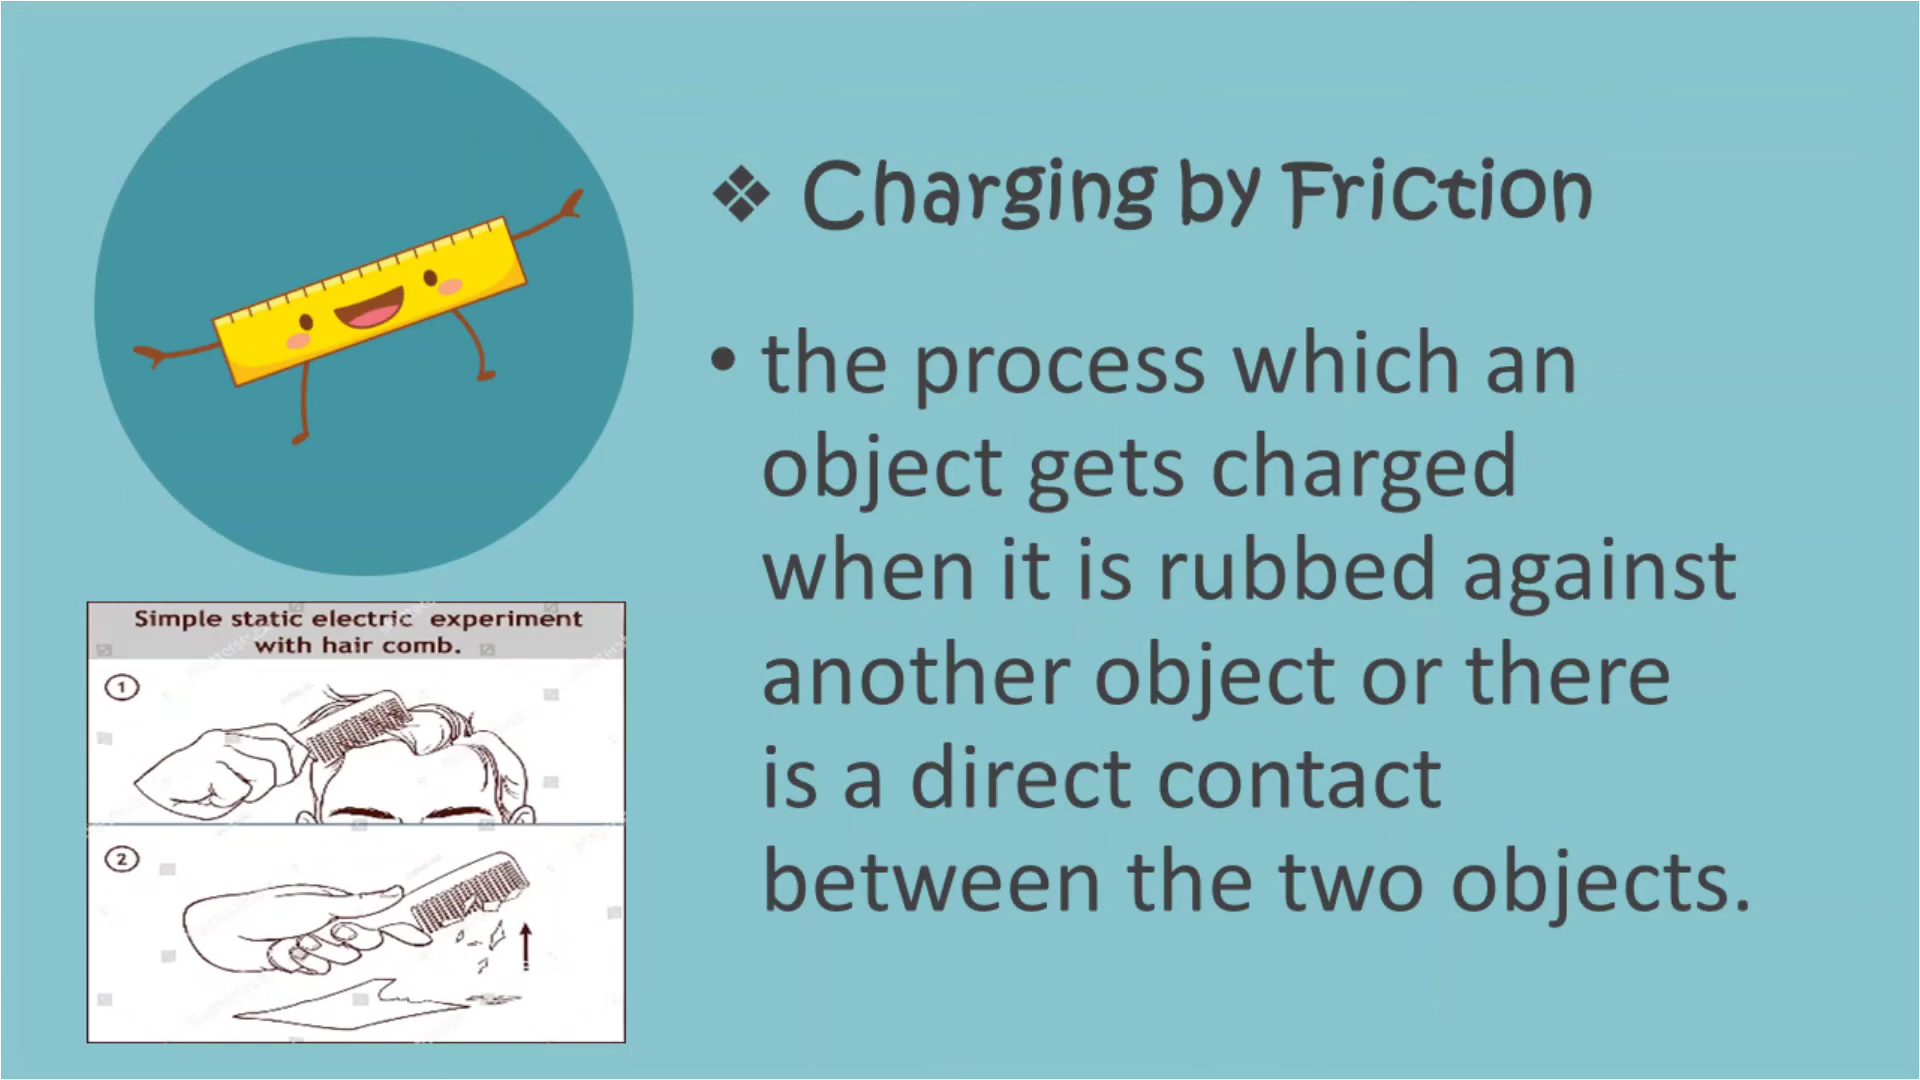 ❖ Charging by Friction
• the process which an
object gets charged
when it is rubbed against
another object or there
is a direct contact
between the two objects.
Simple static electric experiment
with hair comb.
1
2